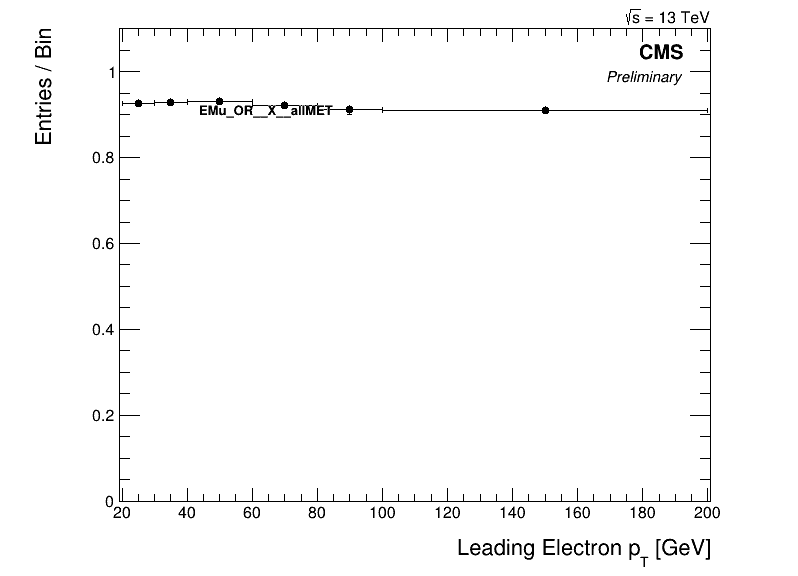 √s = 13 TeV
CMS
Preliminary
Entries / Bin
1
0.8
0.6
0.4
0.2
0
EMu_OR__X__allMET
20 40 60 80 100 120 140 160 180 200
Leading Electron p_T [GeV]